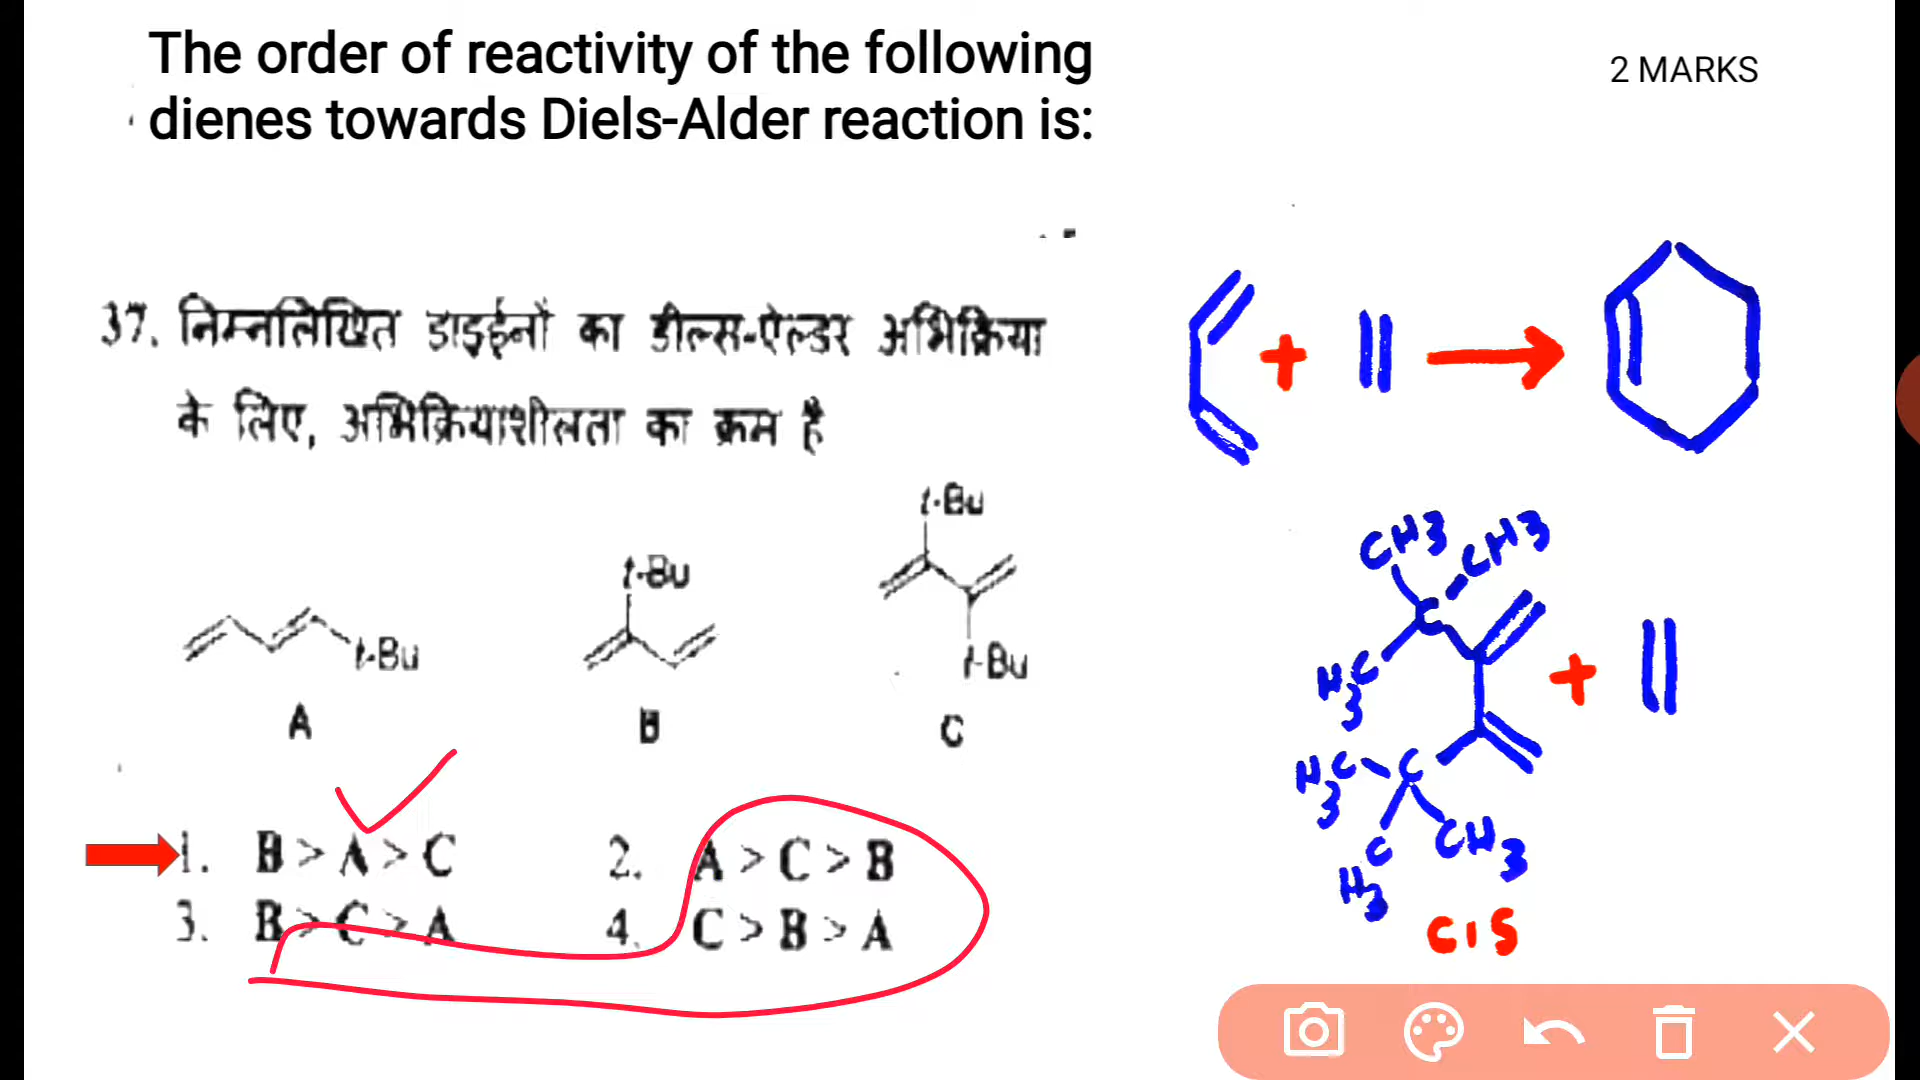 The order of reactivity of the following
dienes towards Diels-Alder reaction is:
2 MARKS
37. निम्नलिखित डाइईनों का डील्स-ऐल्डर अभिक्रिया
के लिए, अभिक्रियाशीलता का क्रम है
t-Bu
A
t-Bu
B
t-Bu
t-Bu
C
1. B > A > C
2. A > C > B
3. B > C > A
4. C > B > A
+
CH3
CH3
C
H3C
+
H3C
C
CH3
H3C
CIS